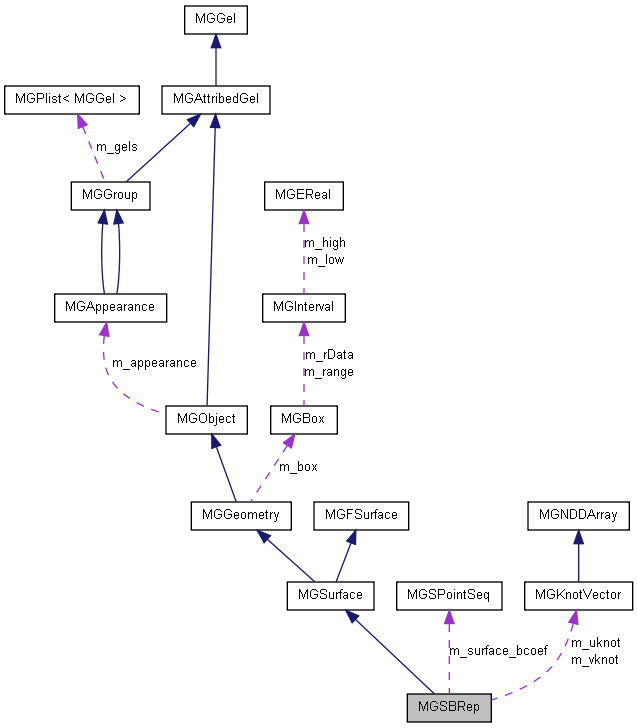 MGGel
MGPlist< MGGel >
MGAttribedGel
m_gels
MGGroup
MGEReal
m_high
m_low
MGAppearance
MGInterval
m_appearance
m_rData
m_range
MGObject
MGBox
m_box
MGGeometry
MGFSurface
MGNDDArray
MGSurface
MGSPointSeq
MGKnotVector
m_surface_bcoef
m_uknot
m_vknot
MGSBRep